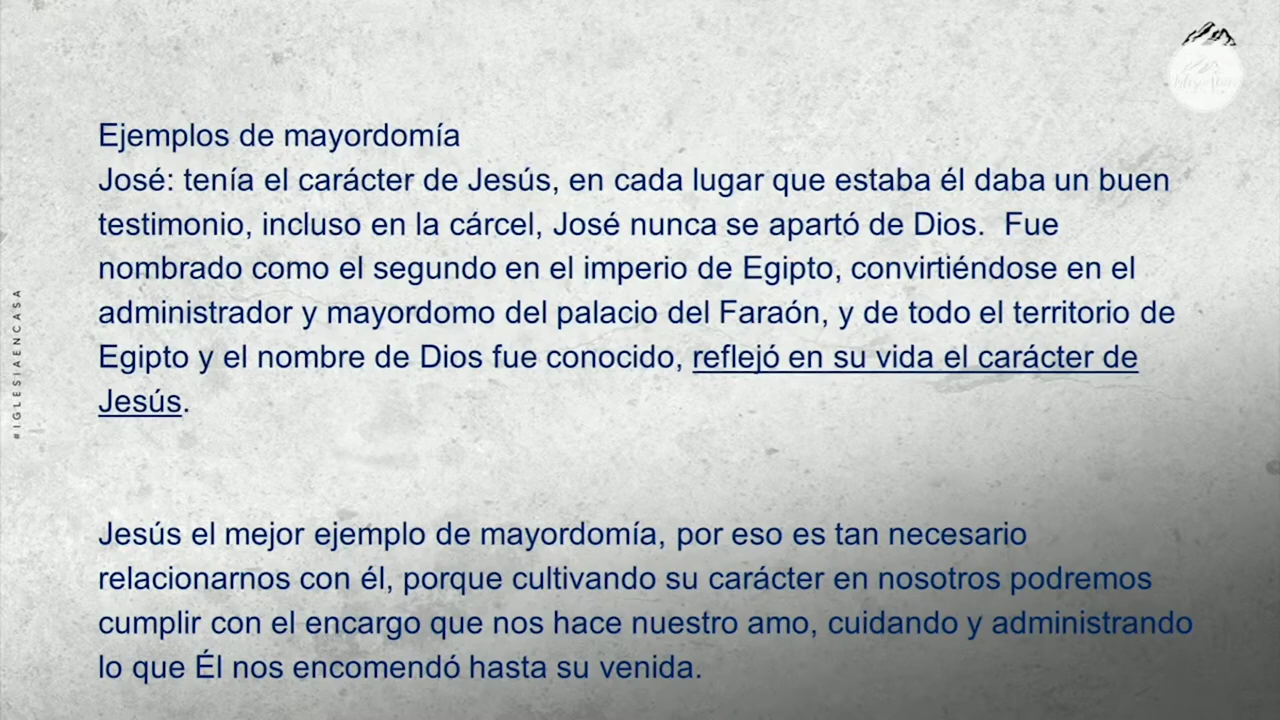 Ejemplos de mayordomía
José: tenía el carácter de Jesús, en cada lugar que estaba él daba un buen
testimonio, incluso en la cárcel, José nunca se apartó de Dios.  Fue
nombrado como el segundo en el imperio de Egipto, convirtiéndose en el
administrador y mayordomo del palacio del Faraón, y de todo el territorio de
Egipto y el nombre de Dios fue conocido, reflejó en su vida el carácter de
Jesús.
Jesús el mejor ejemplo de mayordomía, por eso es tan necesario
relacionarnos con él, porque cultivando su carácter en nosotros podremos
cumplir con el encargo que nos hace nuestro amo, cuidando y administrando
lo que Él nos encomendó hasta su venida.
#IGLESIAENCASA